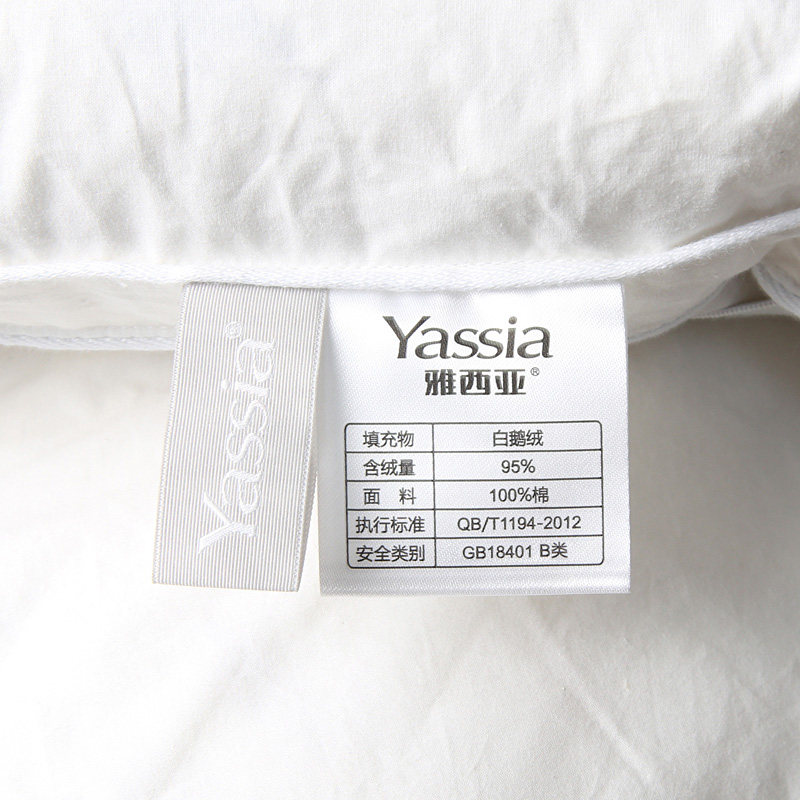 Yassia®
Yassia
雅西亚®
填充物 白鹅绒
含绒量 95%
面 料 100%棉
执行标准 QB/T1194-2012
安全类别 GB18401 B类